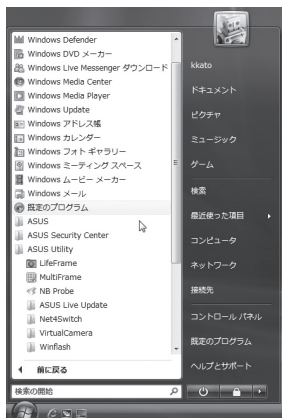 Windows Defender
Windows DVD メーカー
Windows Live Messenger ダウンロード
Windows Media Center
Windows Media Player
Windows Update
Windows アドレス帳
Windows カレンダー
Windows フォト ギャラリー
Windows ミーティング スペース
Windows ムービー メーカー
Windows メール
既定のプログラム
ASUS
ASUS Security Center
ASUS Utility
LifeFrame
MultiFrame
NB Probe
ASUS Live Update
Net4Switch
VirtualCamera
Winflash
前に戻る
検索の開始
kkato
ドキュメント
ピクチャ
ミュージック
ゲーム
検索
最近使った項目
コンピュータ
ネットワーク
接続先
コントロール パネル
既定のプログラム
ヘルプとサポート